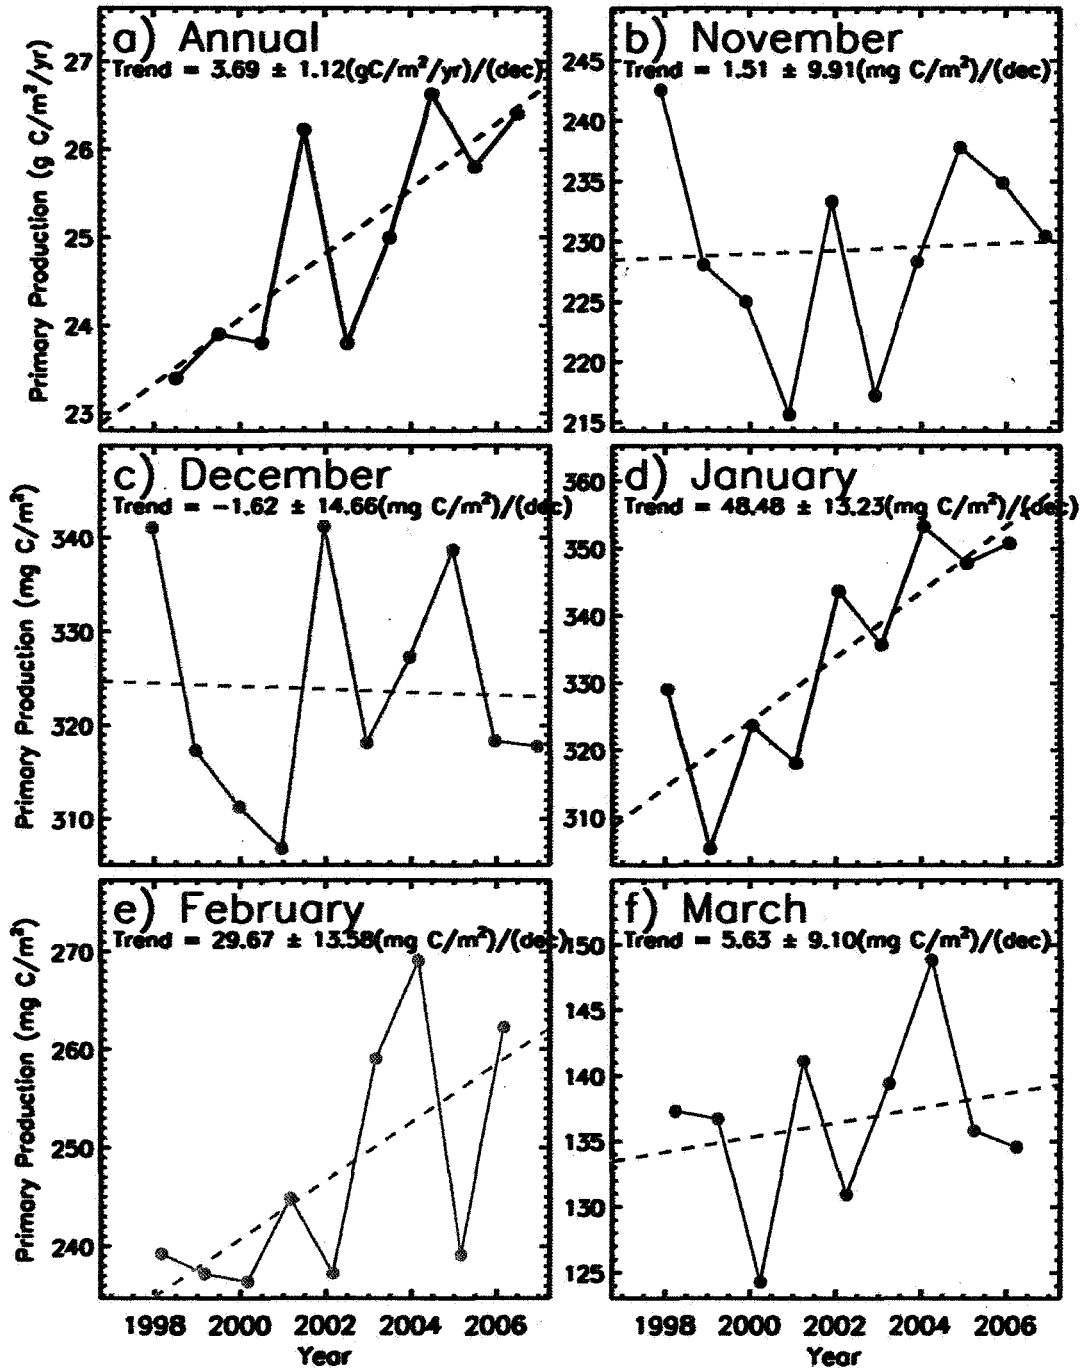 a) Annual
Trend = 3.69 ± 1.12(gC/m²/yr)/(dec)
Primary Production (g C/m²/yr)
27
26
25
24
23
b) November
Trend = 1.51 ± 9.91(mg C/m²)/(dec)
245
240
235
230
225
220
215
c) December
Trend = −1.62 ± 14.66(mg C/m²)/(dec)
Primary Production (mg C/m²)
340
330
320
310
d) January
Trend = 48.48 ± 13.23(mg C/m²)/(dec)
360
350
340
330
320
310
e) February
Trend = 29.67 ± 13.58(mg C/m²)/(dec)
Primary Production (mg C/m²)
270
260
250
240
1998 2000 2002 2004 2006
Year
f) March
Trend = 5.63 ± 9.10(mg C/m²)/(dec)
150
145
140
135
130
125
1998 2000 2002 2004 2006
Year